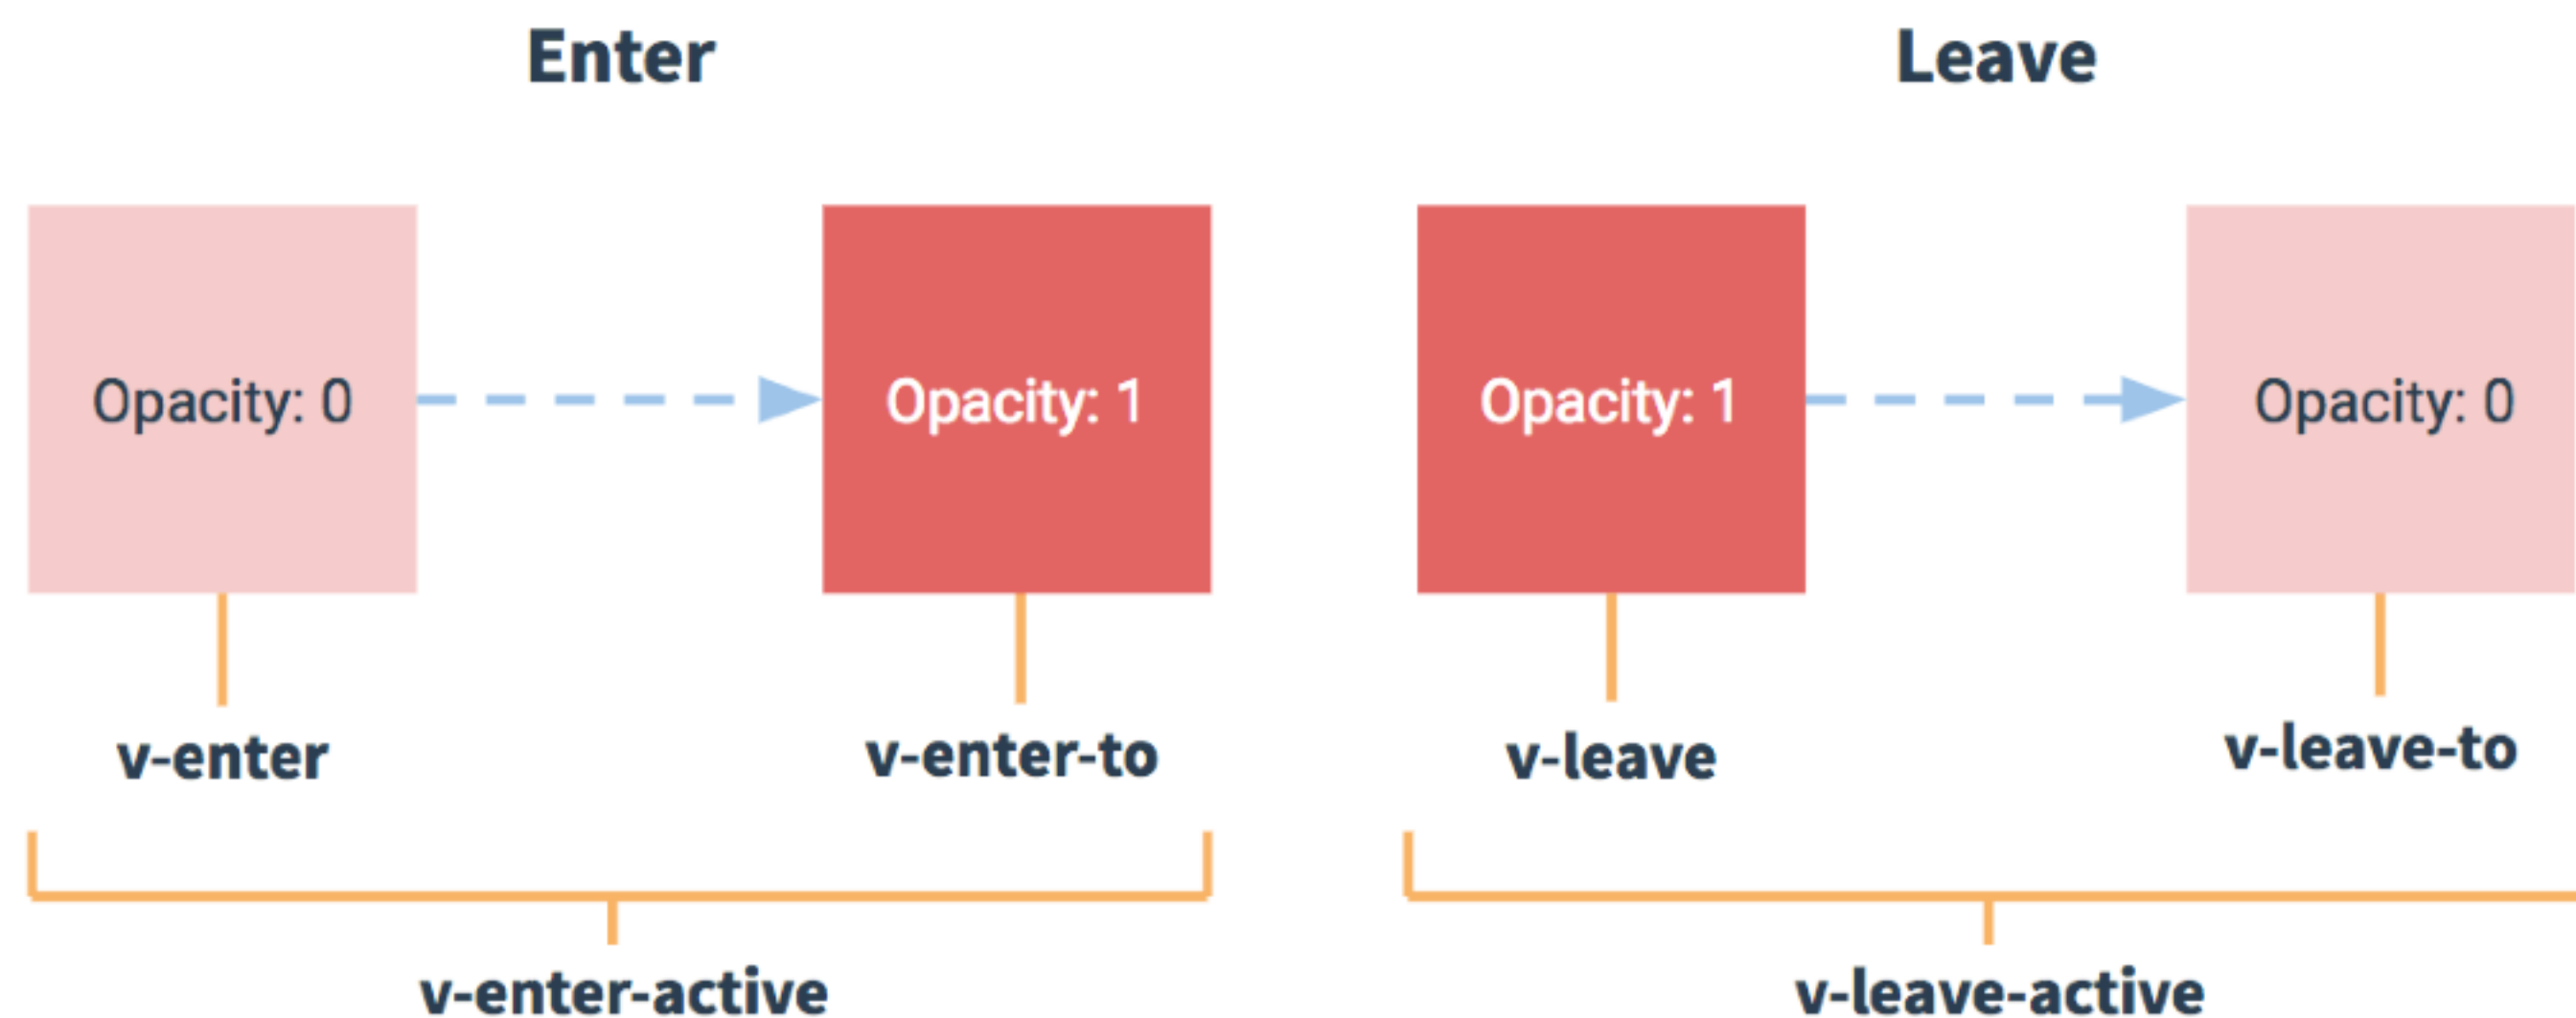 Enter
Leave
Opacity: 0
Opacity: 1
Opacity: 1
Opacity: 0
v-enter
v-enter-to
v-leave
v-leave-to
v-enter-active
v-leave-active